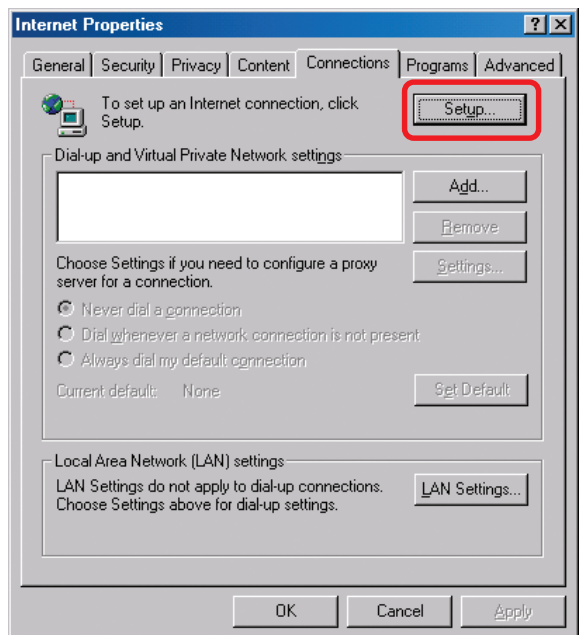 Internet Properties
General Security Privacy Content Connections Programs Advanced
To set up an Internet connection, click
Setup.
Setup...
Dial-up and Virtual Private Network settings
Add...
Remove
Choose Settings if you need to configure a proxy
server for a connection.
Settings...
Never dial a connection
Dial whenever a network connection is not present
Always dial my default connection
Current default: None
Set Default
Local Area Network (LAN) settings
LAN Settings do not apply to dial-up connections.
Choose Settings above for dial-up settings.
LAN Settings...
OK Cancel Apply